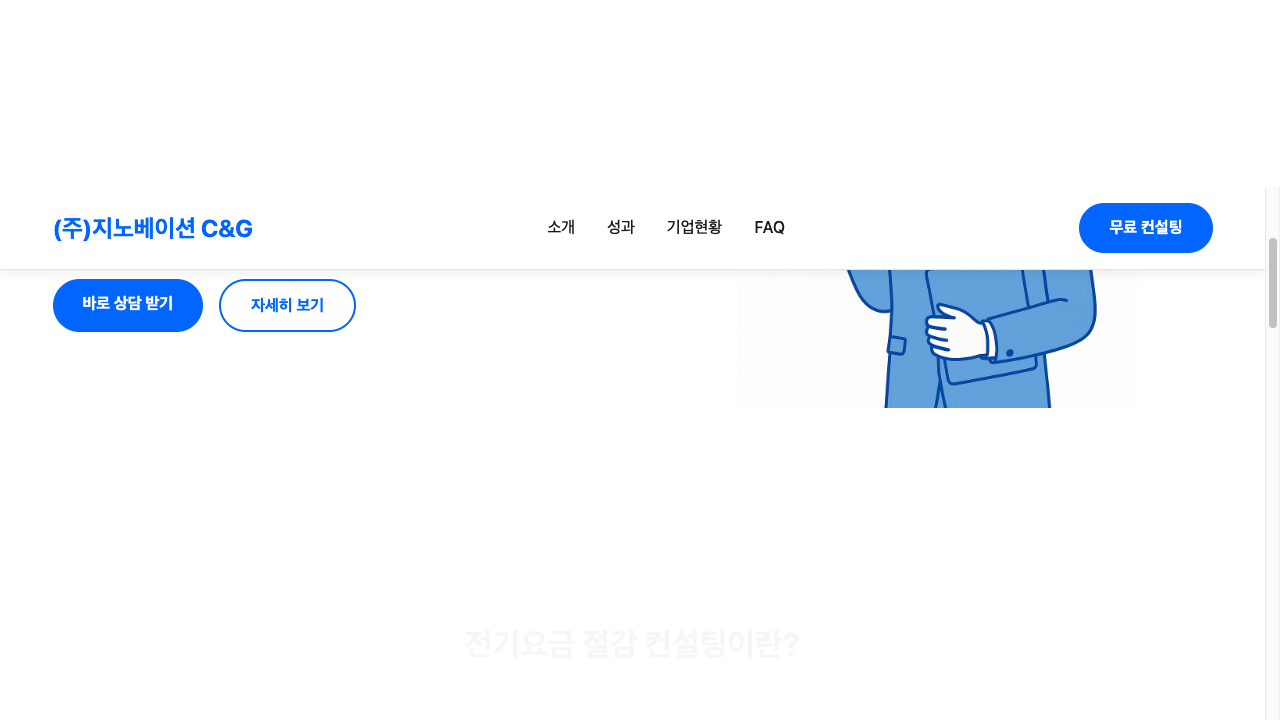 (주)지노베이션 C&G
소개
성과
기업현황
FAQ
무료 컨설팅
바로 상담 받기
자세히 보기
전기요금 절감 컨설팅이란?